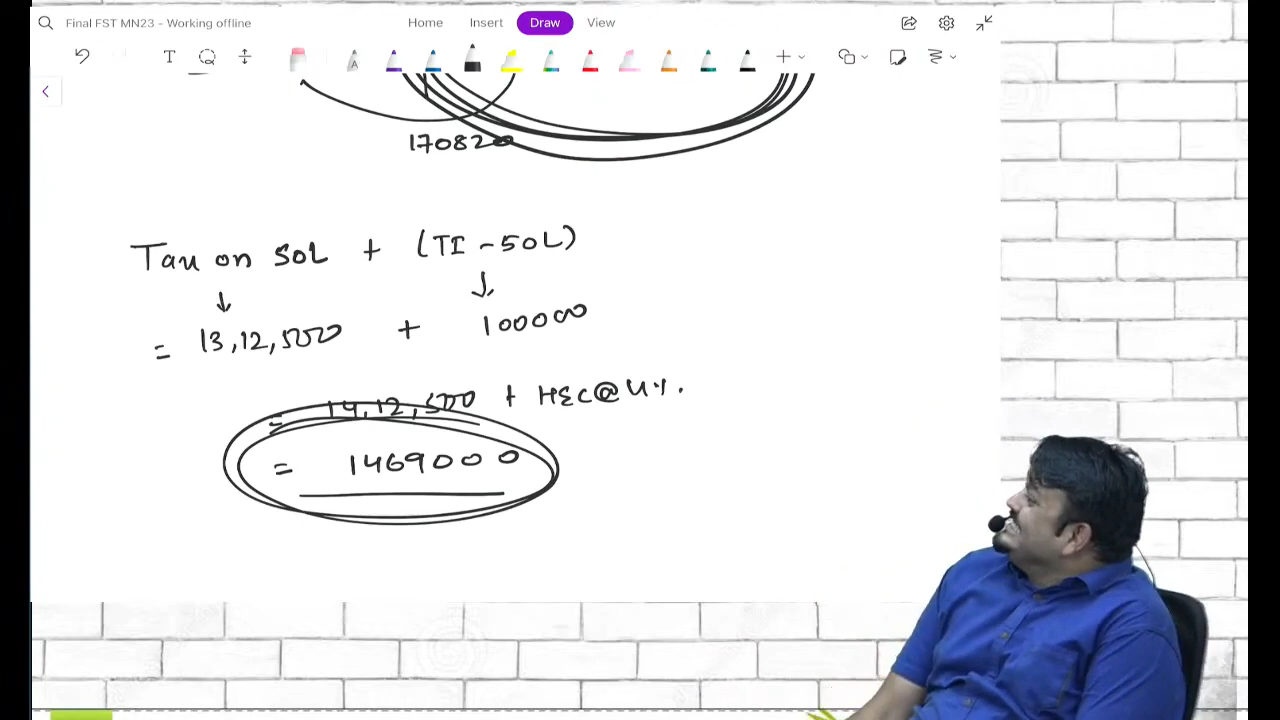 Final FST MN23 - Working offline
Home Insert Draw View
T
A
170820
Tax on 50L + (TI - 50L)
= 13,12,500 + 100000
= 14,12,500 + HEC@4%.
= 1469000